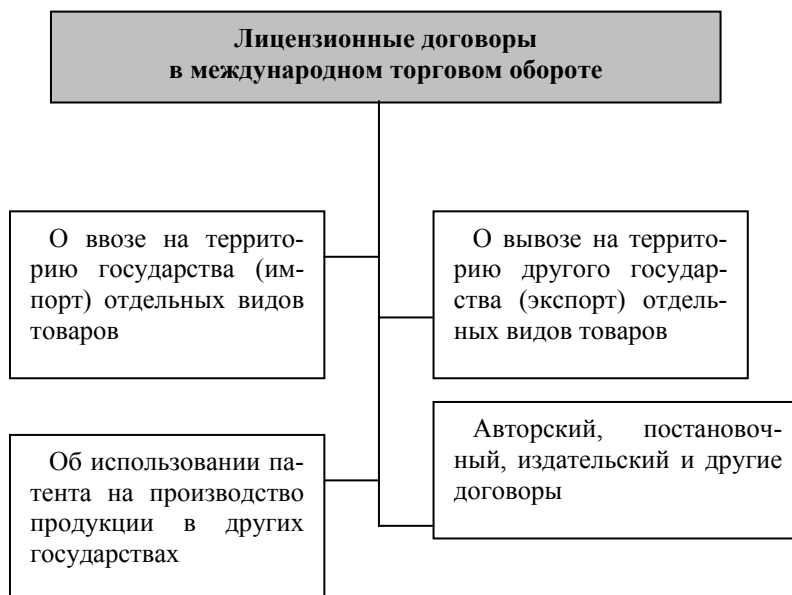 Лицензионные договоры
в международном торговом обороте
О ввозе на террито-
рию государства (им-
порт) отдельных видов
товаров
О вывозе на терри-
торию другого государ-
ства (экспорт) отдель-
ных видов товаров
Об использовании па-
тента на производство
продукции в других
государствах
Авторский, постановоч-
ный, издательский и другие
договоры